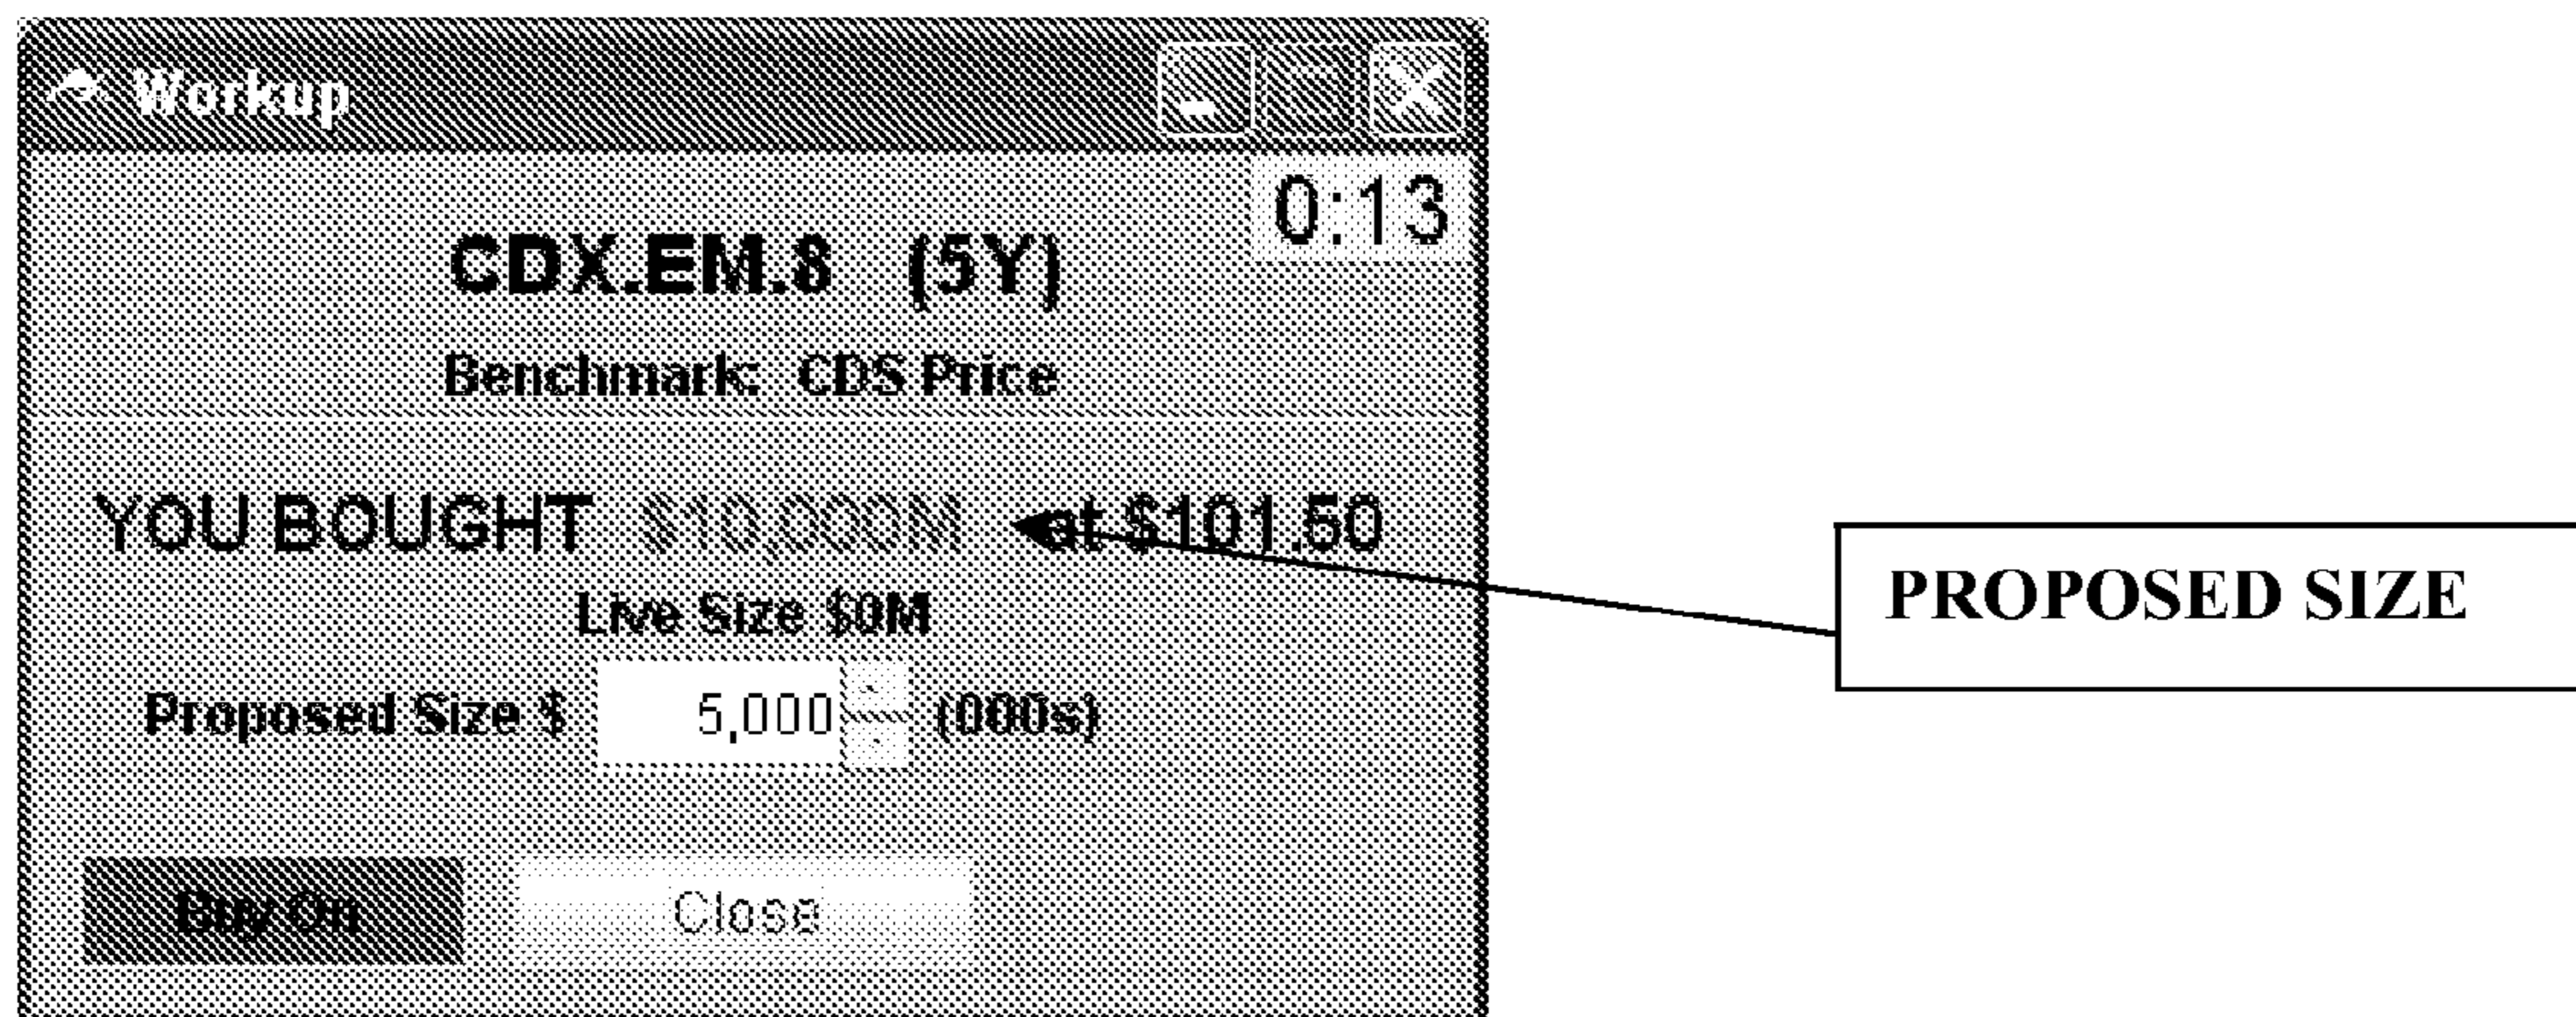 Workup
0:13
CDX.EM.8 (5Y)
Benchmark: CDS Price
YOU BOUGHT $10,000M at $101.50
PROPOSED SIZE
Live Size $0M
Proposed Size $ 5,000 (000s)
Buy On Close